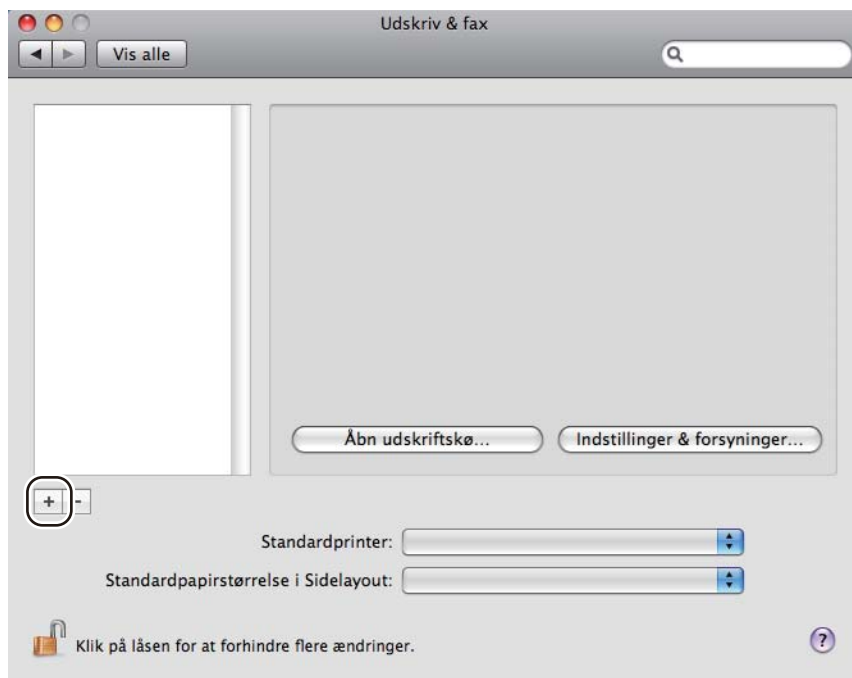 Udskriv & fax
Vis alle
Åbn udskriftskø...
Indstillinger & forsyninger...
+ -
Standardprinter:
Standardpapirstørrelse i Sidelayout:
Klik på låsen for at forhindre flere ændringer.
?